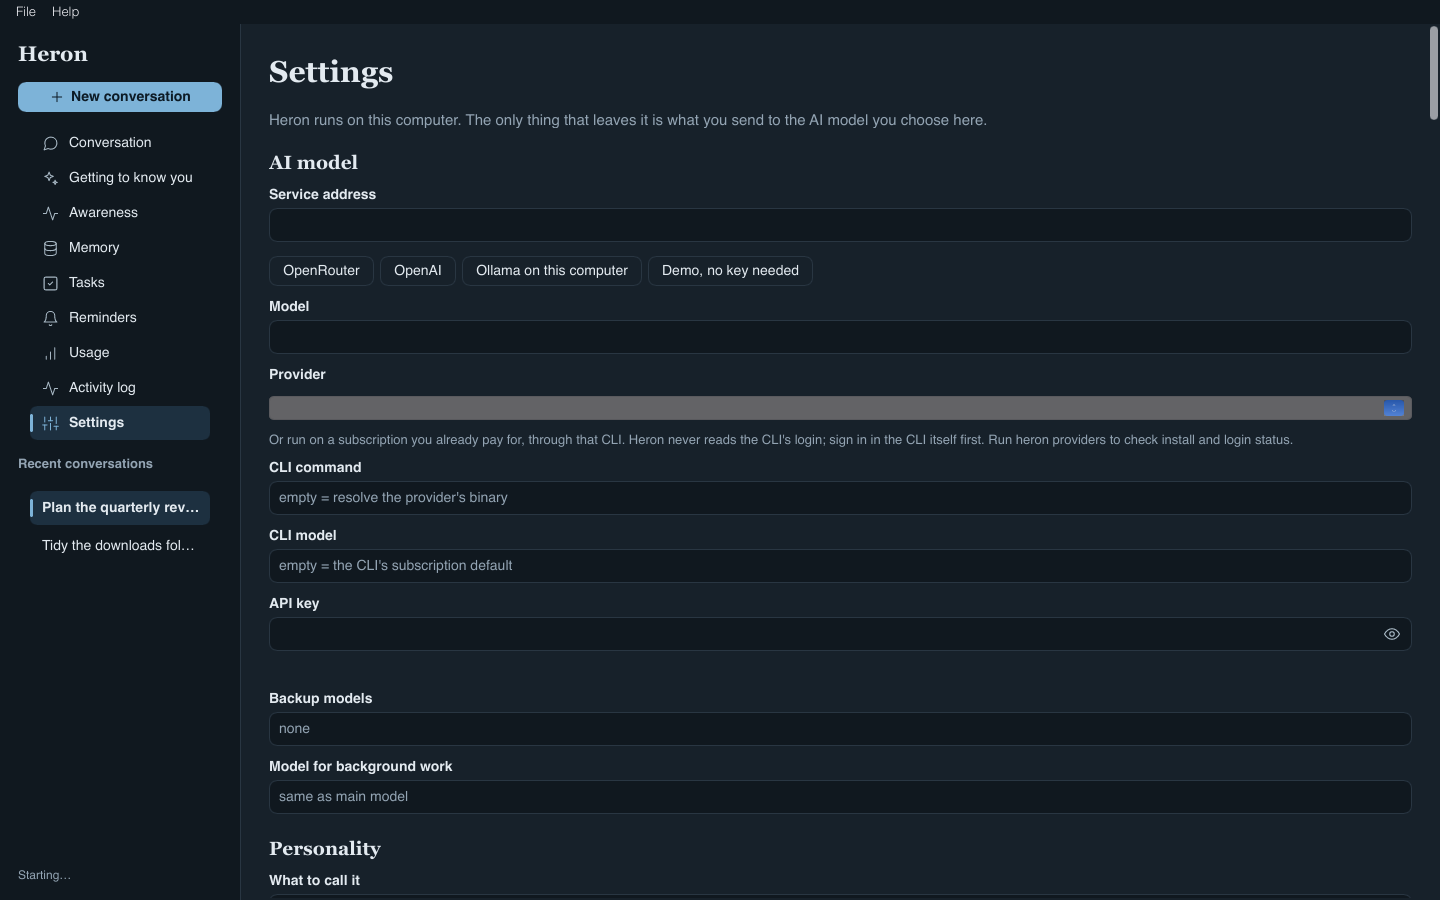 File Help
Heron
New conversation
Conversation
Getting to know you
Awareness
Memory
Tasks
Reminders
Usage
Activity log
Settings
Recent conversations
Plan the quarterly rev…
Tidy the downloads fol…
Starting…
Settings
Heron runs on this computer. The only thing that leaves it is what you send to the AI model you choose here.
AI model
Service address
OpenRouter OpenAI Ollama on this computer Demo, no key needed
Model
Provider
Or run on a subscription you already pay for, through that CLI. Heron never reads the CLI's login; sign in in the CLI itself first. Run heron providers to check install and login status.
CLI command
empty = resolve the provider's binary
CLI model
empty = the CLI's subscription default
API key
Backup models
none
Model for background work
same as main model
Personality
What to call it